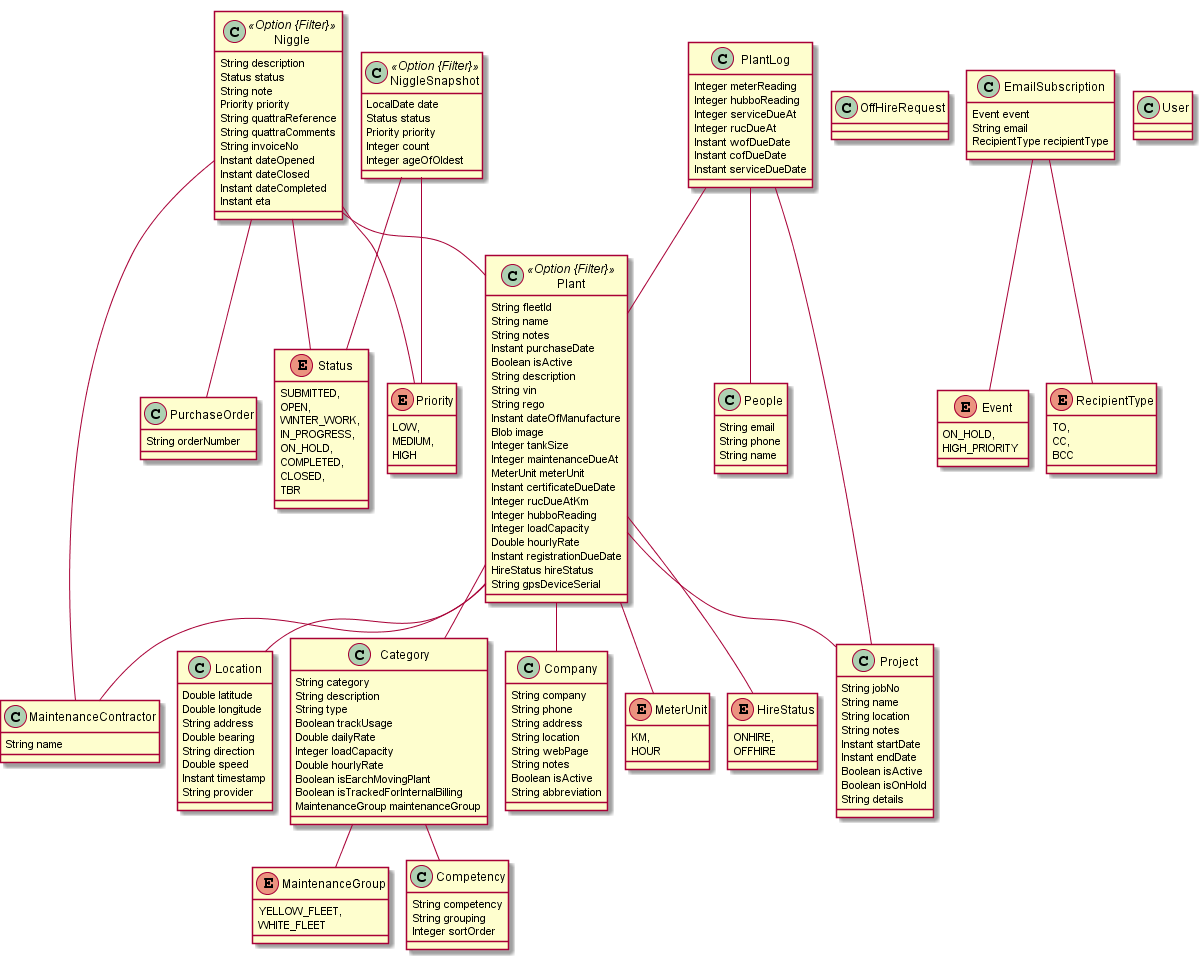 C «Option {Filter}»
Niggle
String description
Status status
String note
Priority priority
String quattraReference
String quattraComments
String invoiceNo
Instant dateOpened
Instant dateClosed
Instant dateCompleted
Instant eta
C «Option {Filter}»
NiggleSnapshot
LocalDate date
Status status
Priority priority
Integer count
Integer ageOfOldest
C PlantLog
Integer meterReading
Integer hubboReading
Integer serviceDueAt
Integer rucDueAt
Instant wofDueDate
Instant cofDueDate
Instant serviceDueDate
C OffHireRequest
C EmailSubscription
Event event
String email
RecipientType recipientType
C User
C «Option {Filter}»
Plant
String fleetId
String name
String notes
Instant purchaseDate
Boolean isActive
String description
String vin
String rego
Instant dateOfManufacture
Blob image
Integer tankSize
Integer maintenanceDueAt
MeterUnit meterUnit
Instant certificateDueDate
Integer rucDueAtKm
Integer hubboReading
Integer loadCapacity
Double hourlyRate
Instant registrationDueDate
HireStatus hireStatus
String gpsDeviceSerial
C PurchaseOrder
String orderNumber
E Status
SUBMITTED,
OPEN,
WINTER_WORK,
IN_PROGRESS,
ON_HOLD,
COMPLETED,
CLOSED,
TBR
E Priority
LOW,
MEDIUM,
HIGH
C People
String email
String phone
String name
E Event
ON_HOLD,
HIGH_PRIORITY
E RecipientType
TO,
CC,
BCC
C MaintenanceContractor
String name
C Location
Double latitude
Double longitude
String address
Double bearing
String direction
Double speed
Instant timestamp
String provider
C Category
String category
String description
String type
Boolean trackUsage
Double dailyRate
Integer loadCapacity
Double hourlyRate
Boolean isEarchMovingPlant
Boolean isTrackedForInternalBilling
MaintenanceGroup maintenanceGroup
C Company
String company
String phone
String address
String location
String webPage
String notes
Boolean isActive
String abbreviation
E MeterUnit
KM,
HOUR
E HireStatus
ONHIRE,
OFFHIRE
C Project
String jobNo
String name
String location
String notes
Instant startDate
Instant endDate
Boolean isActive
Boolean isOnHold
String details
E MaintenanceGroup
YELLOW_FLEET,
WHITE_FLEET
C Competency
String competency
String grouping
Integer sortOrder